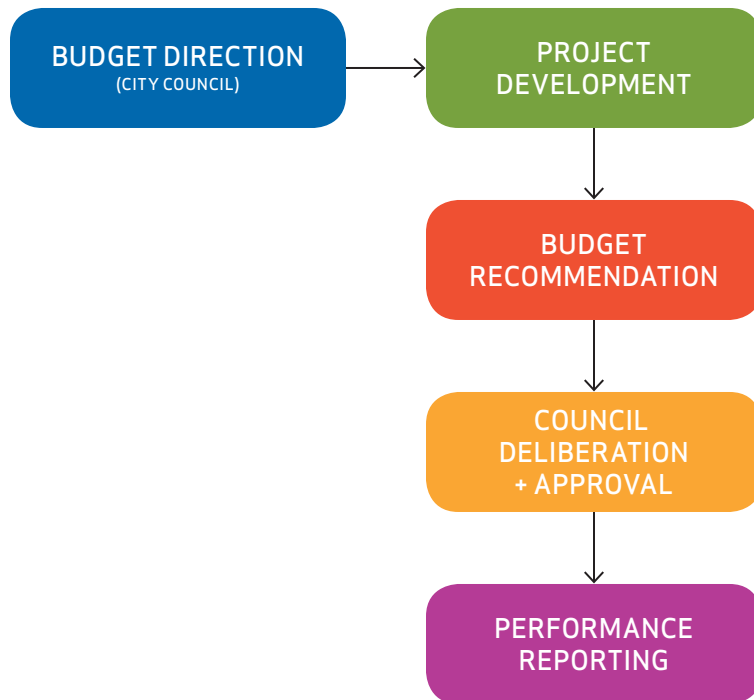 BUDGET DIRECTION
(CITY COUNCIL)
PROJECT
DEVELOPMENT
BUDGET
RECOMMENDATION
COUNCIL
DELIBERATION
+ APPROVAL
PERFORMANCE
REPORTING